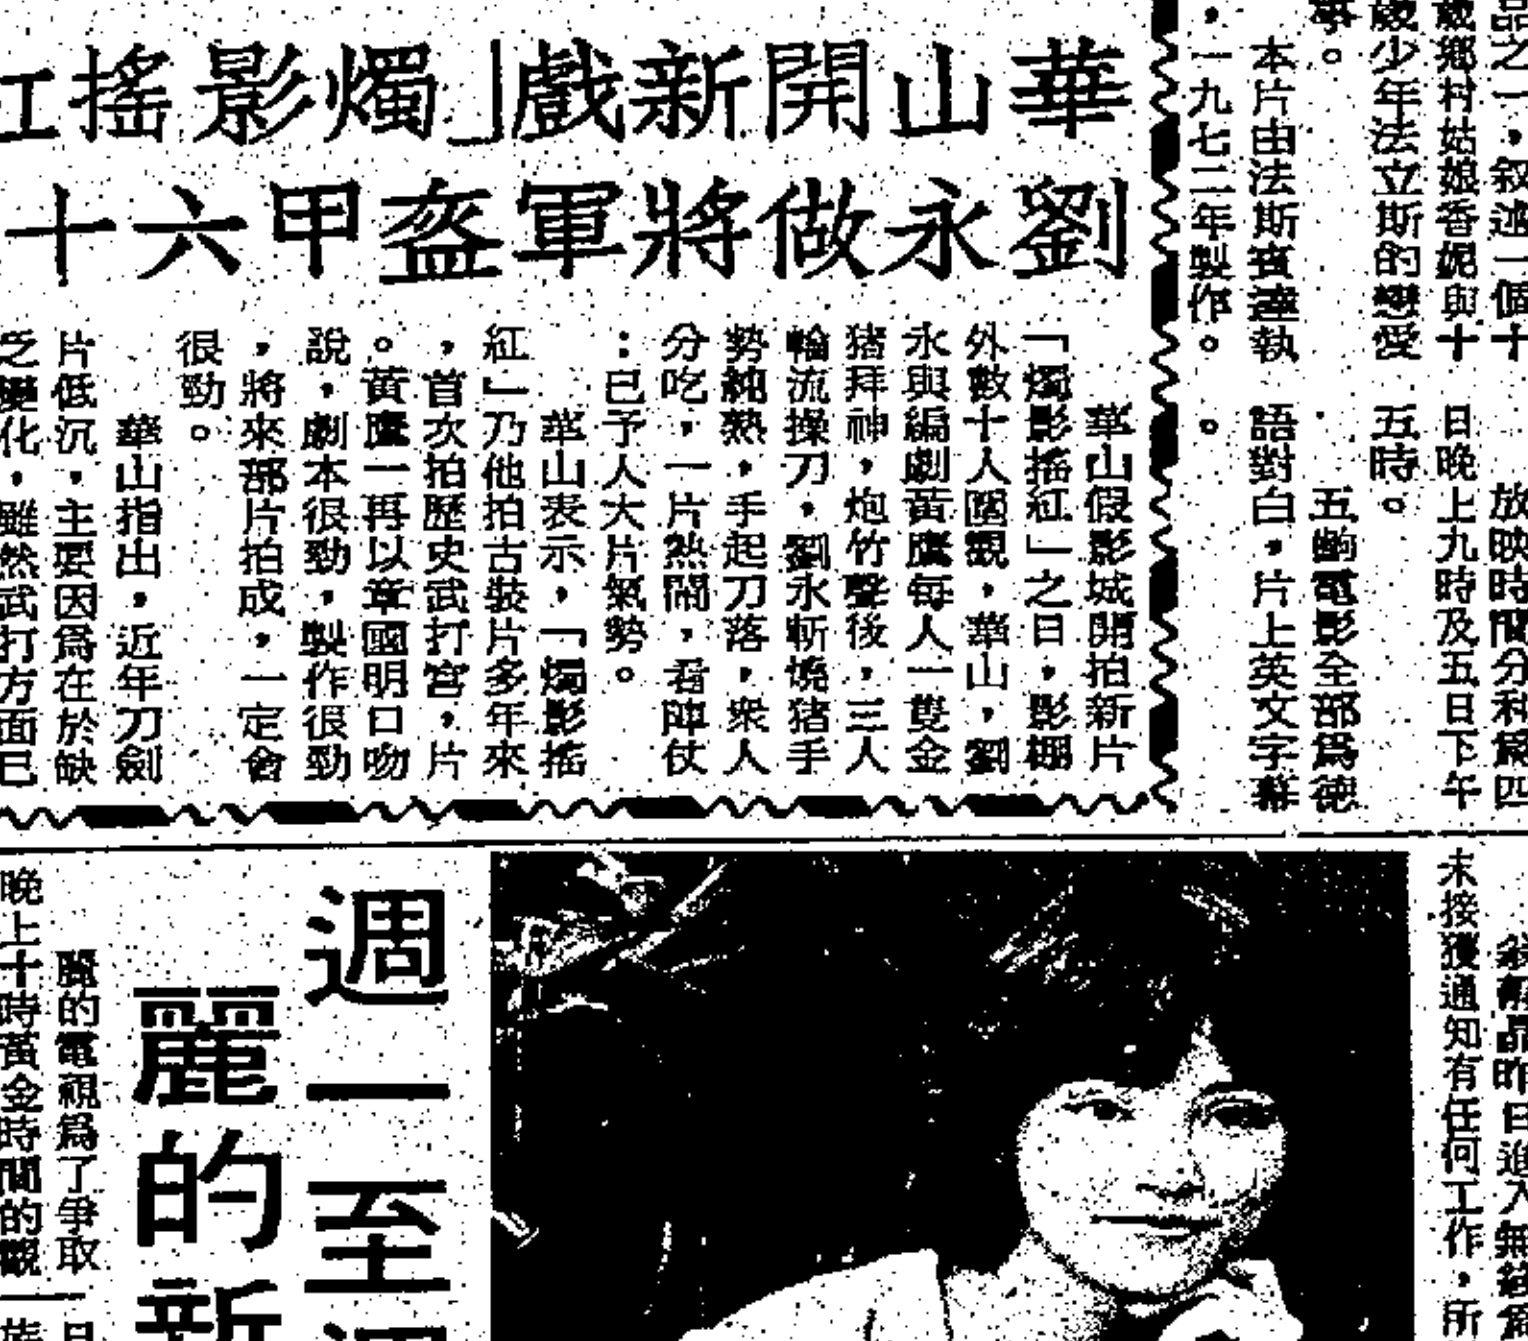 華山開新戲「燭影搖紅
劉永做將軍盔甲六十
華山假影城開拍新片
「燭影搖紅」之日,影棚
外數十人圍觀,華山,劉
永與編劇黃鷹每人一隻金
猪拜神,炮竹聲後,三人
輪流操刀,劉永斬燒猪手
勢純熟,手起刀落,衆人
分吃,一片熱鬧,看陣仗
:已予人大片氣勢。
華山表示,「燭影搖
紅」乃他拍古裝片多年來
,首次拍歷史武打宮,片
。黃鷹一再以章國明口吻
說,劇本很勁,製作很勁
,將來部片拍成,一定會
很勁。
華山指出,近年刀劍
片低沉,主要因爲在於缺
乏變化,雖然武打方面已
品之一,叙述一個十
歲鄉村姑娘香妮與十
歲少年法立斯的戀愛
事。
本片由法斯賓達執
,一九七二年製作。
放映時間分和爲四
日晚上九時及五日下午
五時。
五齣電影全部爲德
語對白,片上英文字幕
。
未接獲通知有任何工作,所
週一至
麗的新
麗的電視爲了爭取
晚上十時黃金時間的觀